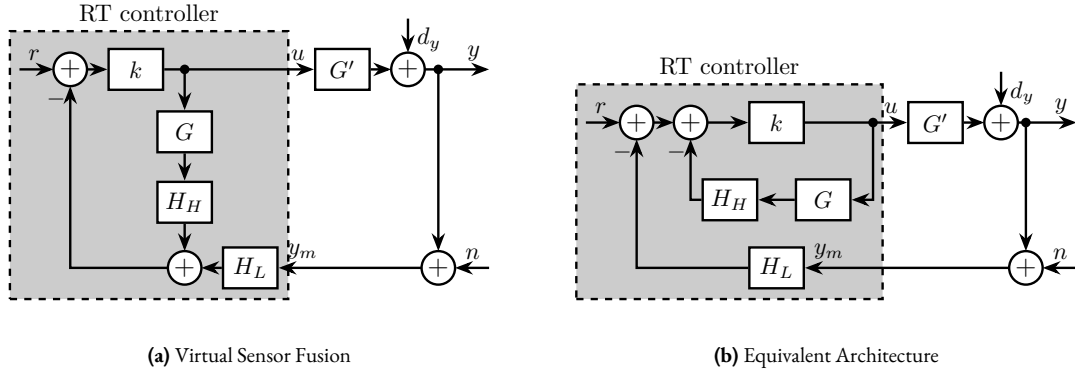 RT controller
r
+
k
u
G′
+
d_y
y
−
G
H_H
+
H_L
y_m
+
n
(a) Virtual Sensor Fusion
RT controller
r
+
+
k
u
G′
+
d_y
y
−
−
H_H
G
H_L
y_m
+
n
(b) Equivalent Architecture